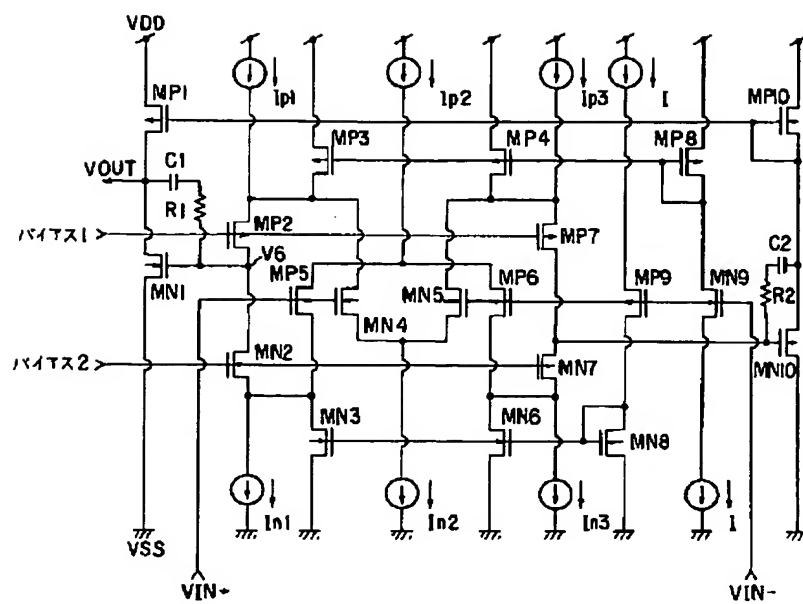 VDD
MP1
Ip1
Ip2
Ip3
I
MP10
MP3
MP4
MP8
VOUT
C1
R1
バイアス1
MP2
MP7
V6
C2
MP5
MP6
MP9
MN9
R2
MN1
MN4
MN5
MN10
バイアス2
MN2
MN7
MN3
MN6
MN8
In1
In2
In3
I
VSS
VIN+
VIN-